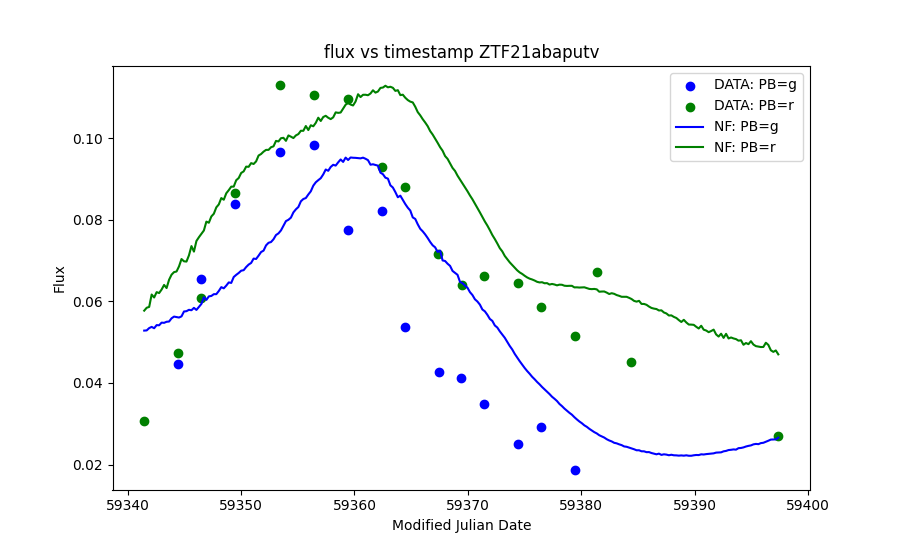 flux vs timestamp ZTF21abaputv
DATA: PB=g
DATA: PB=r
NF: PB=g
NF: PB=r
0.10
0.08
0.06
0.04
0.02
Flux
59340 59350 59360 59370 59380 59390 59400
Modified Julian Date